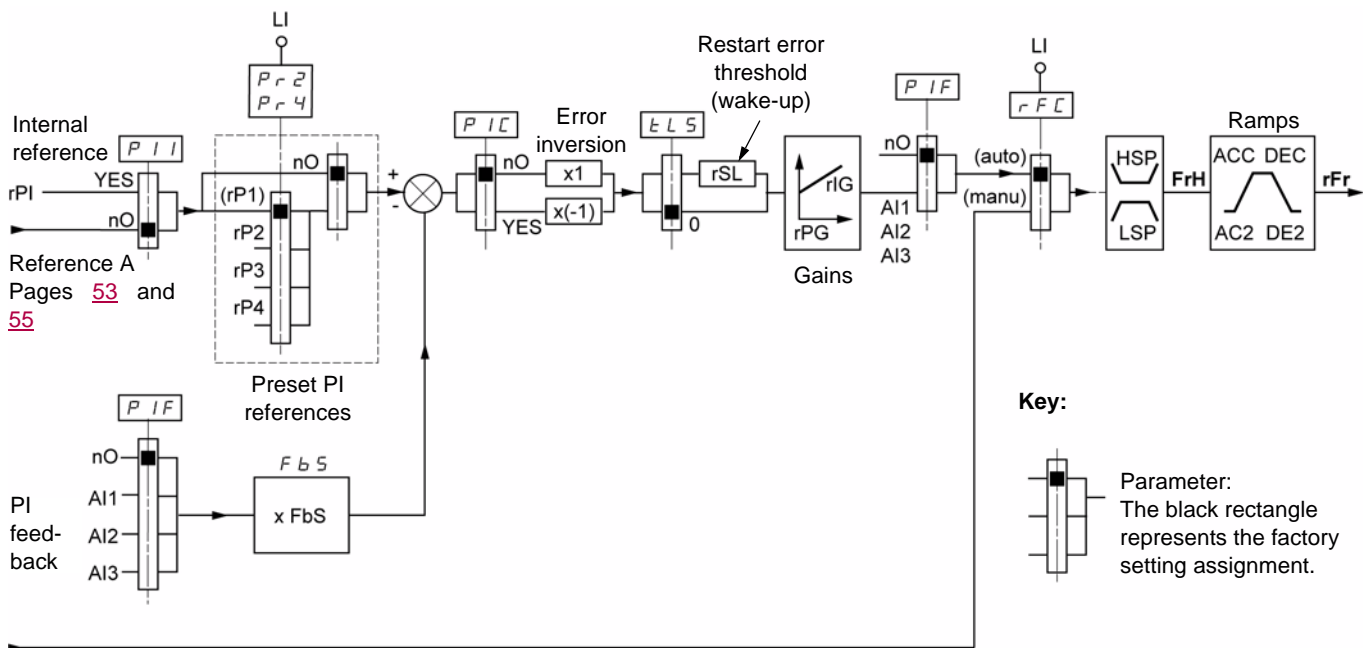 LI
Pr2
Pr4
Internal
reference
PII
YES
rPI
nO
Reference A
Pages 53 and
55
nO
(rP1)
rP2
rP3
rP4
Preset PI
references
+
-
PIC
nO
YES
Error
inversion
x1
x(-1)
tLS
0
Restart error
threshold
(wake-up)
rSL
rIG
rPG
Gains
PIF
nO
AI1
AI2
AI3
LI
rFC
(auto)
(manu)
HSP
LSP
FrH
Ramps
ACC DEC
AC2 DE2
rFr
PIF
nO
AI1
AI2
AI3
PI
feed-
back
FbS
x FbS
Key:
Parameter:
The black rectangle
represents the factory
setting assignment.